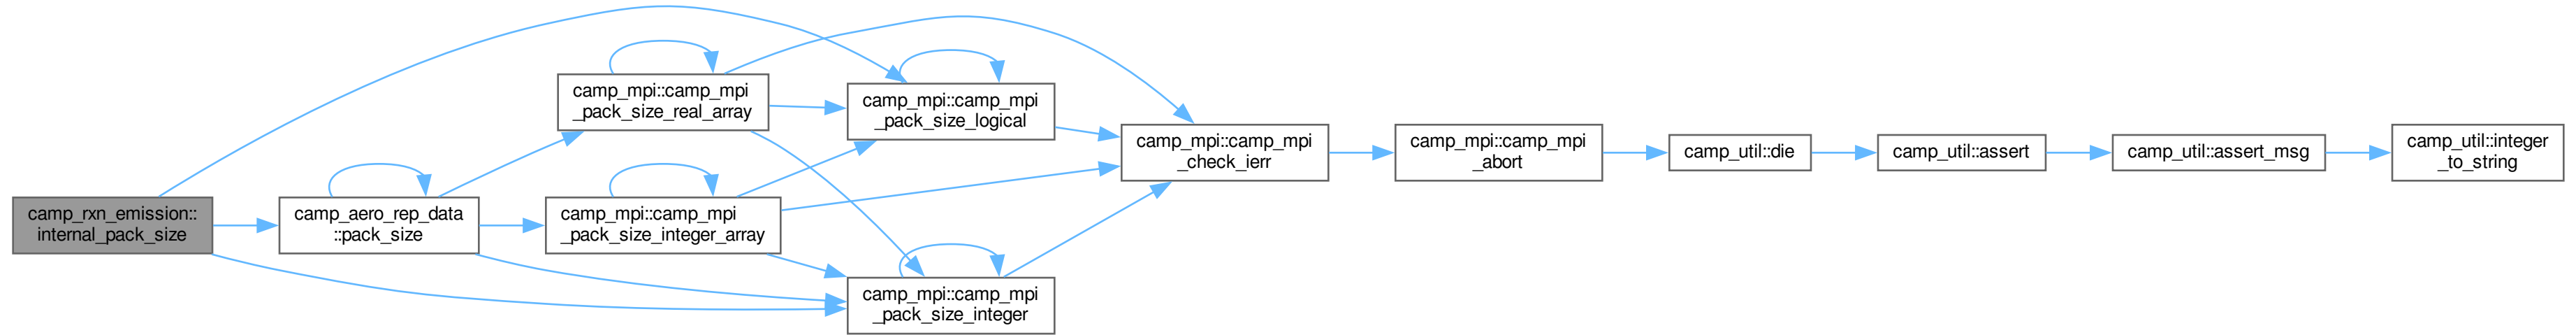 camp_rxn_emission::
internal_pack_size
camp_aero_rep_data
::pack_size
camp_mpi::camp_mpi
_pack_size_real_array
camp_mpi::camp_mpi
_pack_size_integer_array
camp_mpi::camp_mpi
_pack_size_logical
camp_mpi::camp_mpi
_pack_size_integer
camp_mpi::camp_mpi
_check_ierr
camp_mpi::camp_mpi
_abort
camp_util::die
camp_util::assert
camp_util::assert_msg
camp_util::integer
_to_string